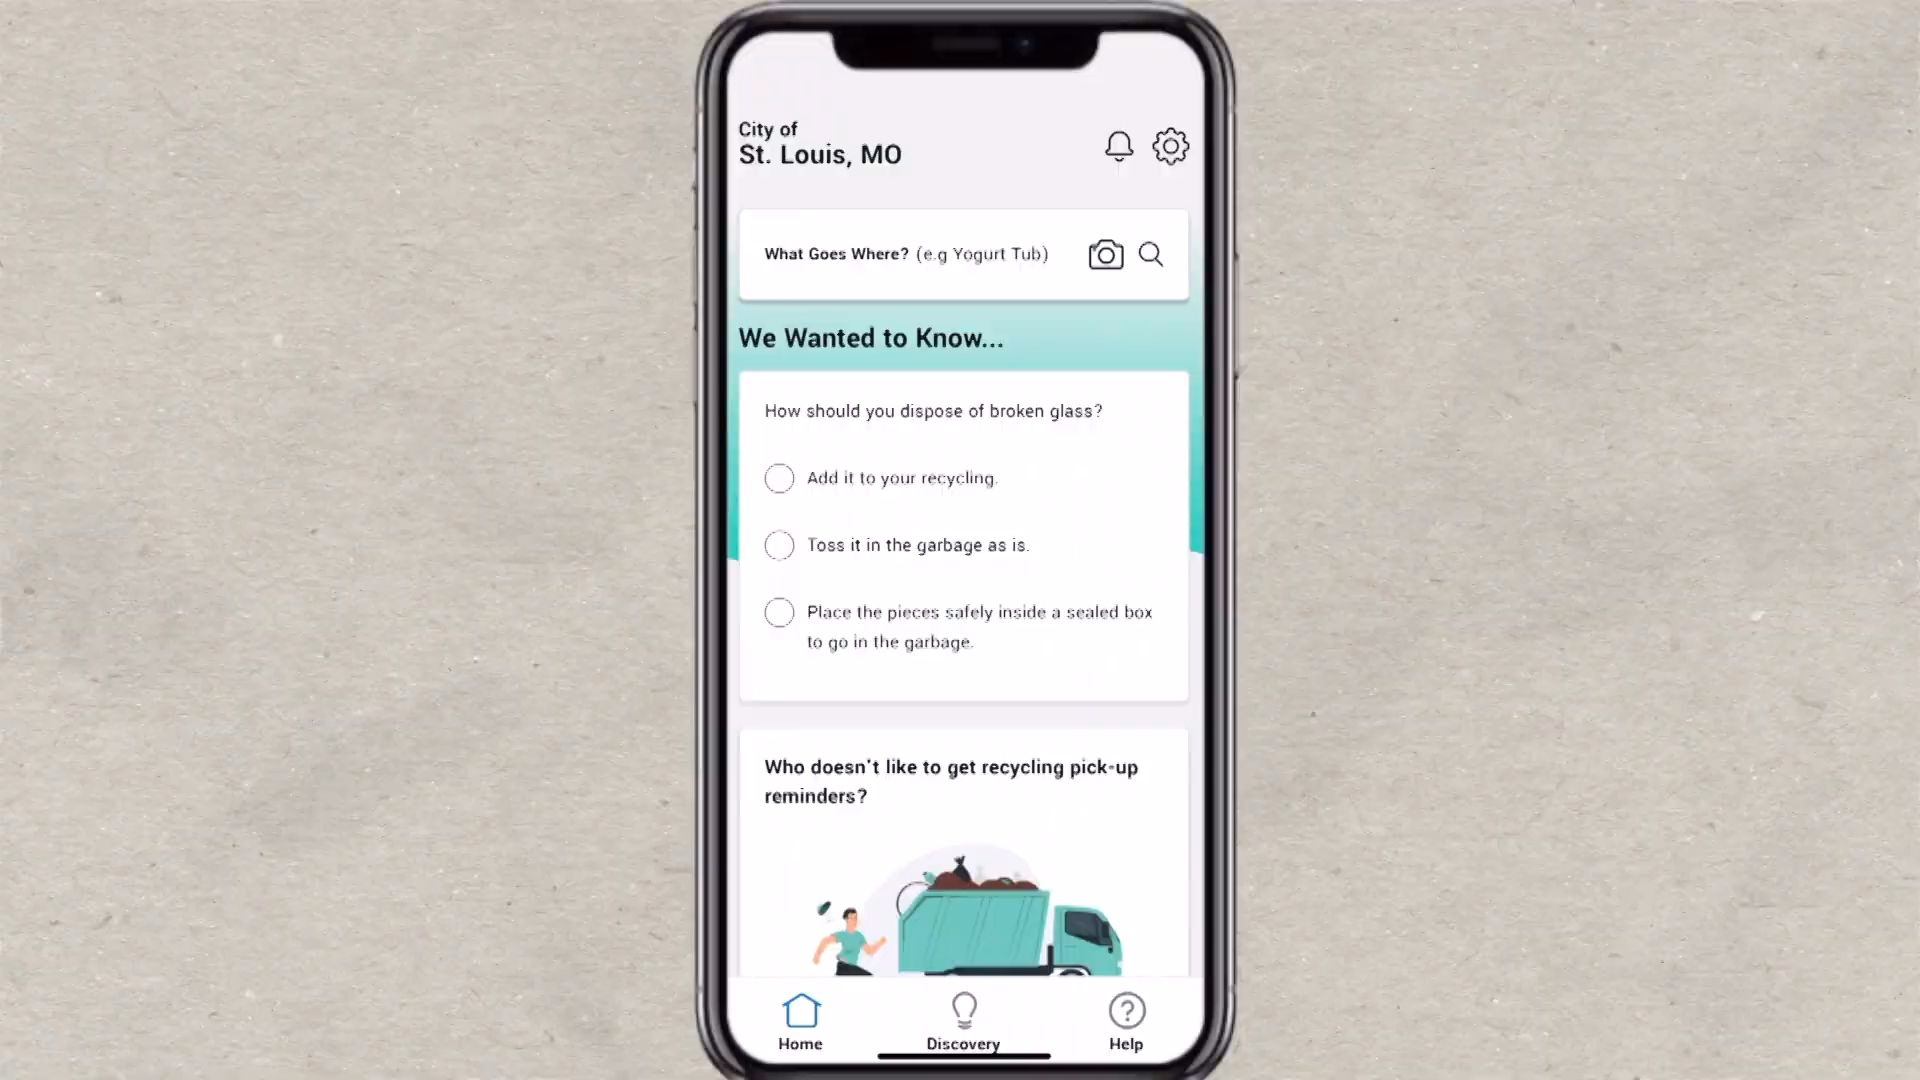 City of
St. Louis, MO
What Goes Where? (e.g Yogurt Tub)
We Wanted to Know...
How should you dispose of broken glass?
Add it to your recycling.
Toss it in the garbage as is.
Place the pieces safely inside a sealed box
to go in the garbage.
Who doesn't like to get recycling pick-up
reminders?
Home
Discovery
Help